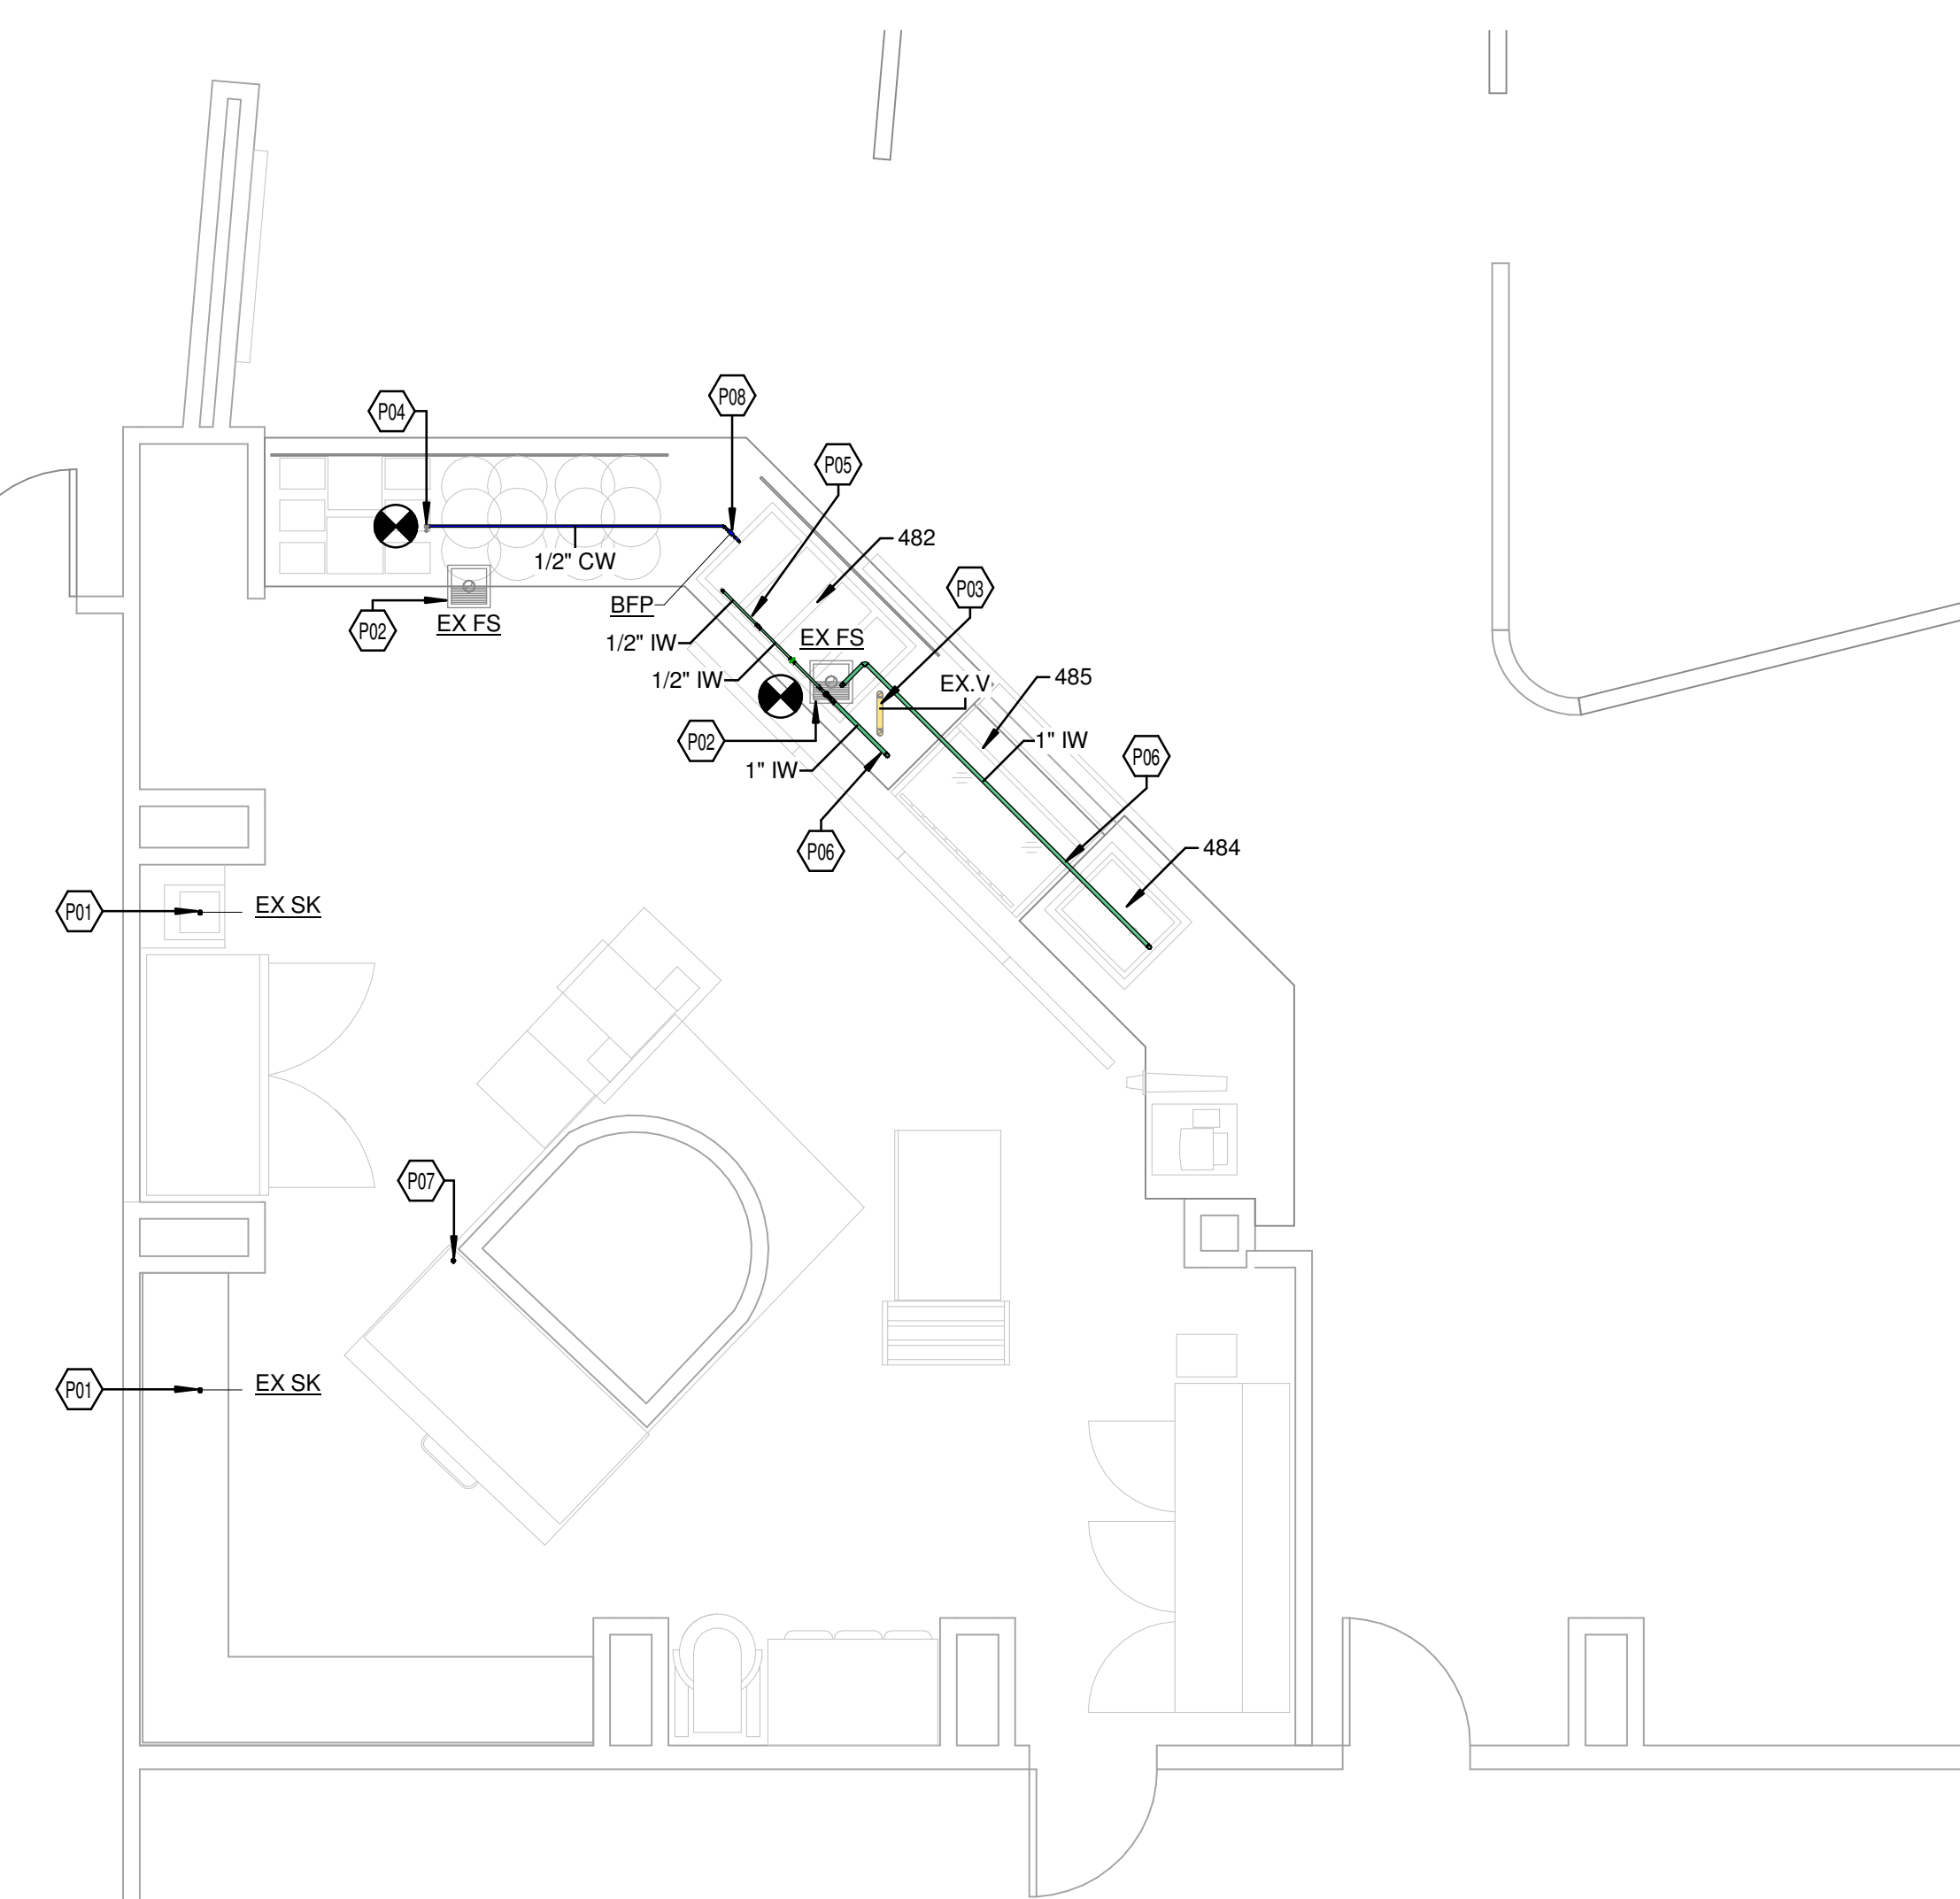 P08
P04
P05
482
1/2" CW
P03
BFP
P02
EX FS
1/2" IW
EX FS
1/2" IW
EX.V
485
P02
1" IW
1" IW
P06
P06
484
P01
EX SK
P07
P01
EX SK